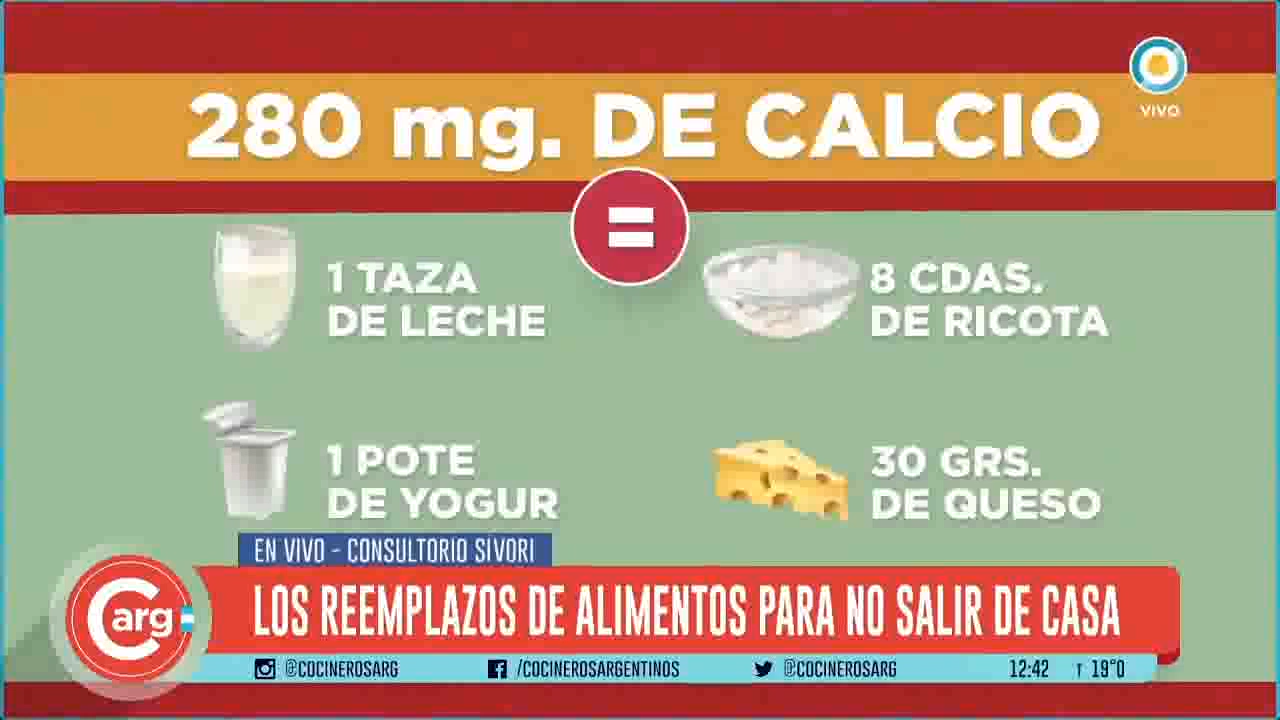 280 mg. DE CALCIO
VIVO
=
1 TAZA
DE LECHE
8 CDAS.
DE RICOTA
1 POTE
DE YOGUR
30 GRS.
DE QUESO
EN VIVO - CONSULTORIO SÍVORI
C arg
LOS REEMPLAZOS DE ALIMENTOS PARA NO SALIR DE CASA
@COCINEROSARG /COCINEROSARGENTINOS @COCINEROSARG 12:42 ↑ 19°0